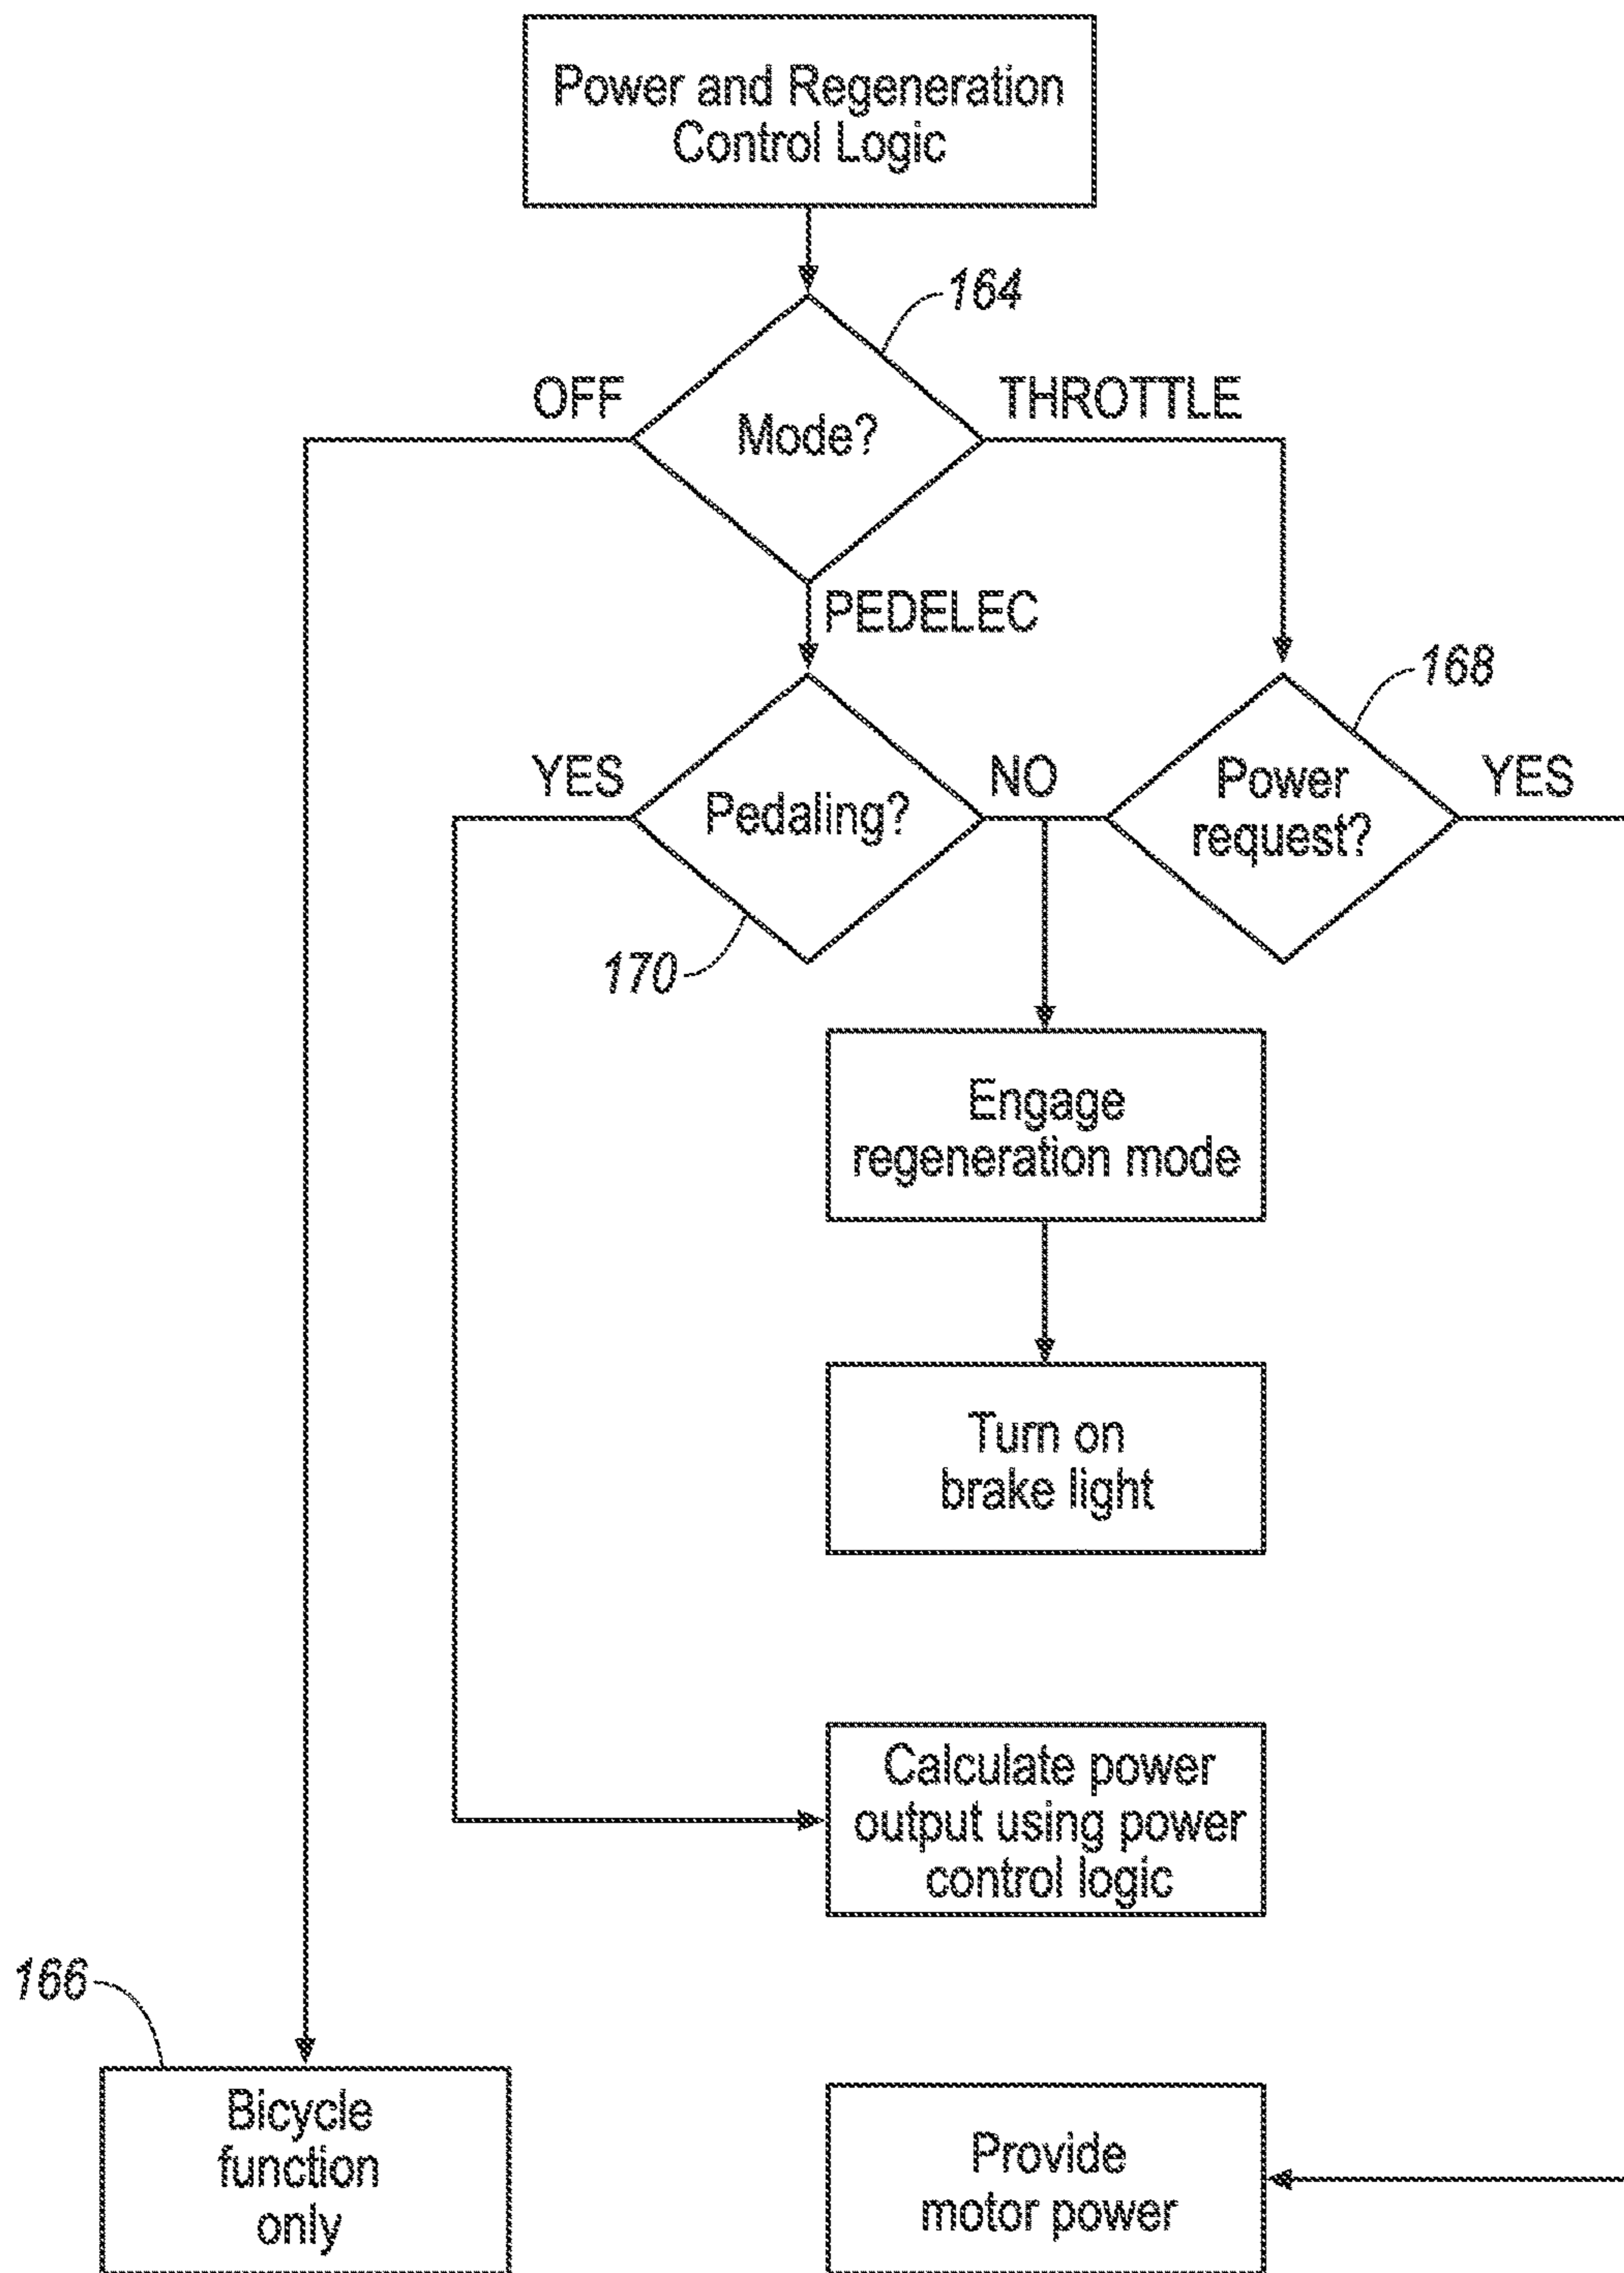 Power and Regeneration
Control Logic
164
OFF
THROTTLE
Mode?
PEDELEC
168
YES
Pedaling?
NO
Power
request?
YES
170
Engage
regeneration mode
Turn on
brake light
Calculate power
output using power
control logic
166
Bicycle
function
only
Provide
motor power